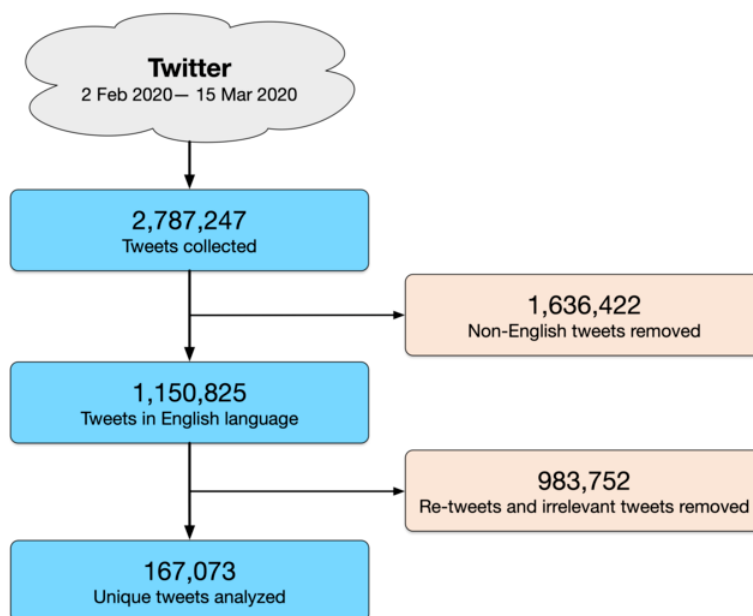 Twitter
2 Feb 2020— 15 Mar 2020
2,787,247
Tweets collected
1,636,422
Non-English tweets removed
1,150,825
Tweets in English language
983,752
Re-tweets and irrelevant tweets removed
167,073
Unique tweets analyzed